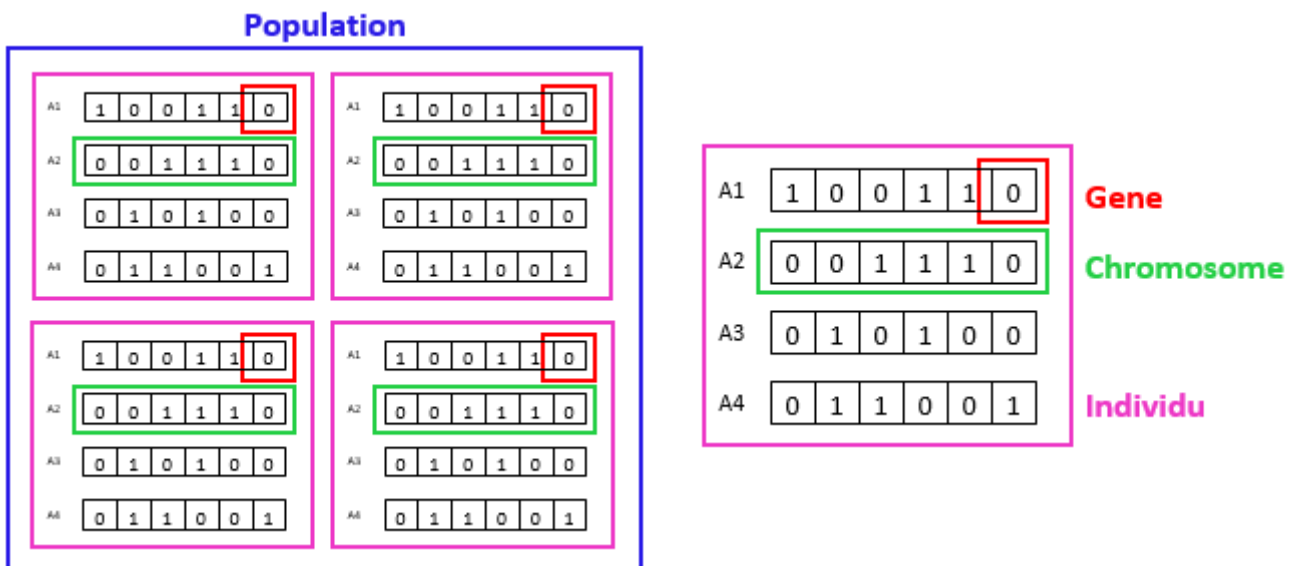 Population
A1 1 0 0 1 1 0
A2 0 0 1 1 1 0
A3 0 1 0 1 0 0
A4 0 1 1 0 0 1
A1 1 0 0 1 1 0
A2 0 0 1 1 1 0
A3 0 1 0 1 0 0
A4 0 1 1 0 0 1
A1 1 0 0 1 1 0
A2 0 0 1 1 1 0
A3 0 1 0 1 0 0
A4 0 1 1 0 0 1
A1 1 0 0 1 1 0
A2 0 0 1 1 1 0
A3 0 1 0 1 0 0
A4 0 1 1 0 0 1
A1 1 0 0 1 1 0 Gene
A2 0 0 1 1 1 0 Chromosome
A3 0 1 0 1 0 0
A4 0 1 1 0 0 1 Individu